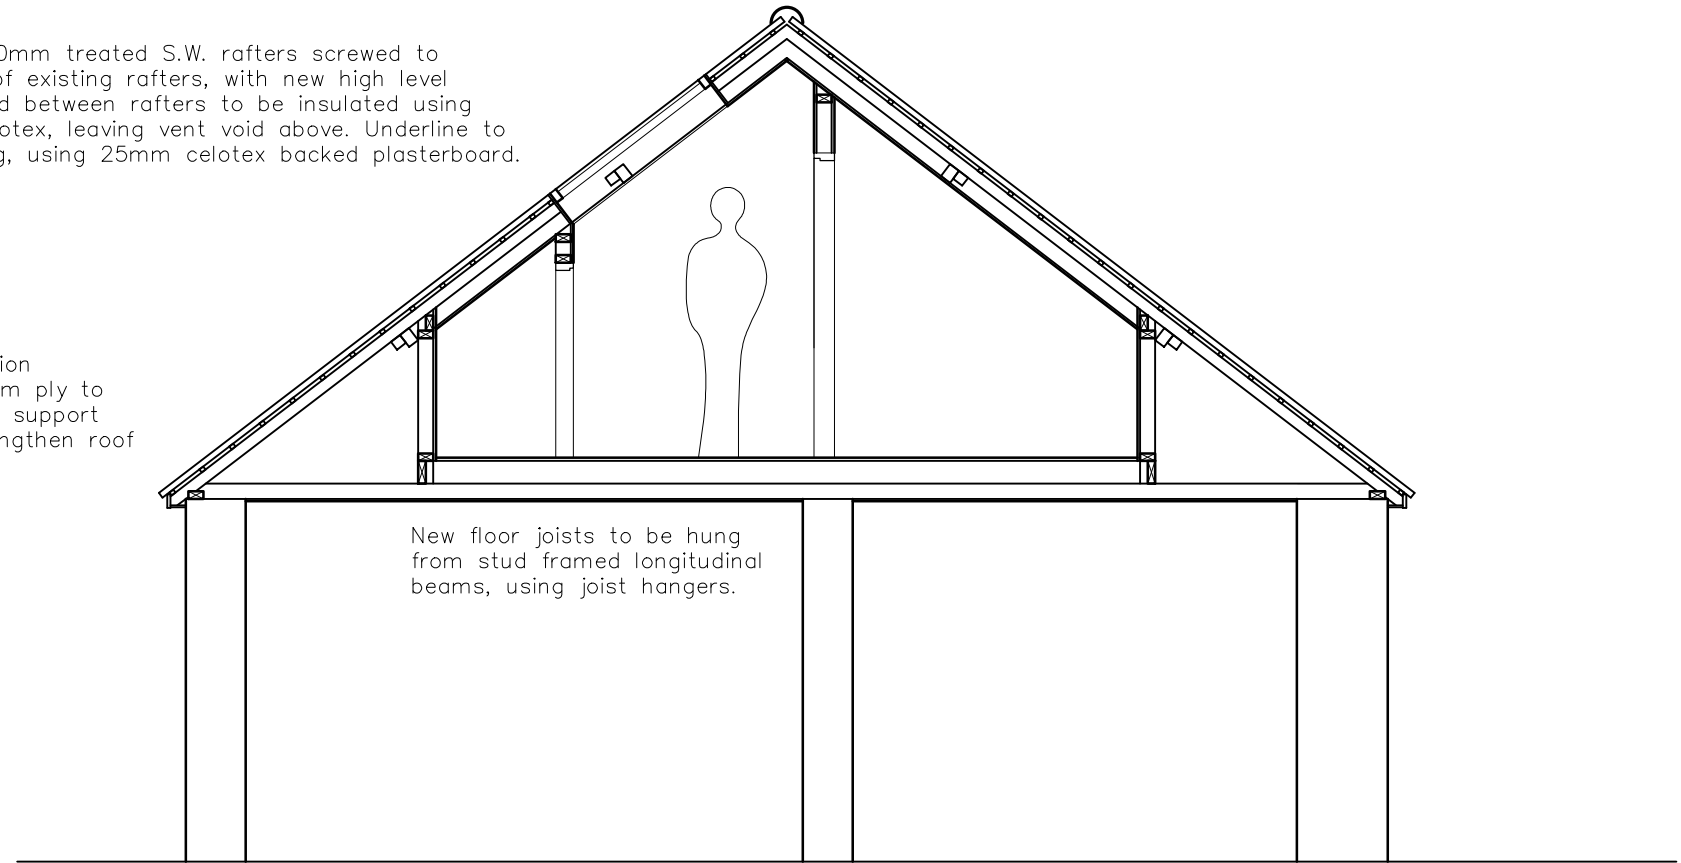 0mm treated S.W. rafters screwed to
of existing rafters, with new high level
d between rafters to be insulated using
otex, leaving vent void above. Underline to
g, using 25mm celotex backed plasterboard.
ion
m ply to
support
ngthen roof
New floor joists to be hung
from stud framed longitudinal
beams, using joist hangers.